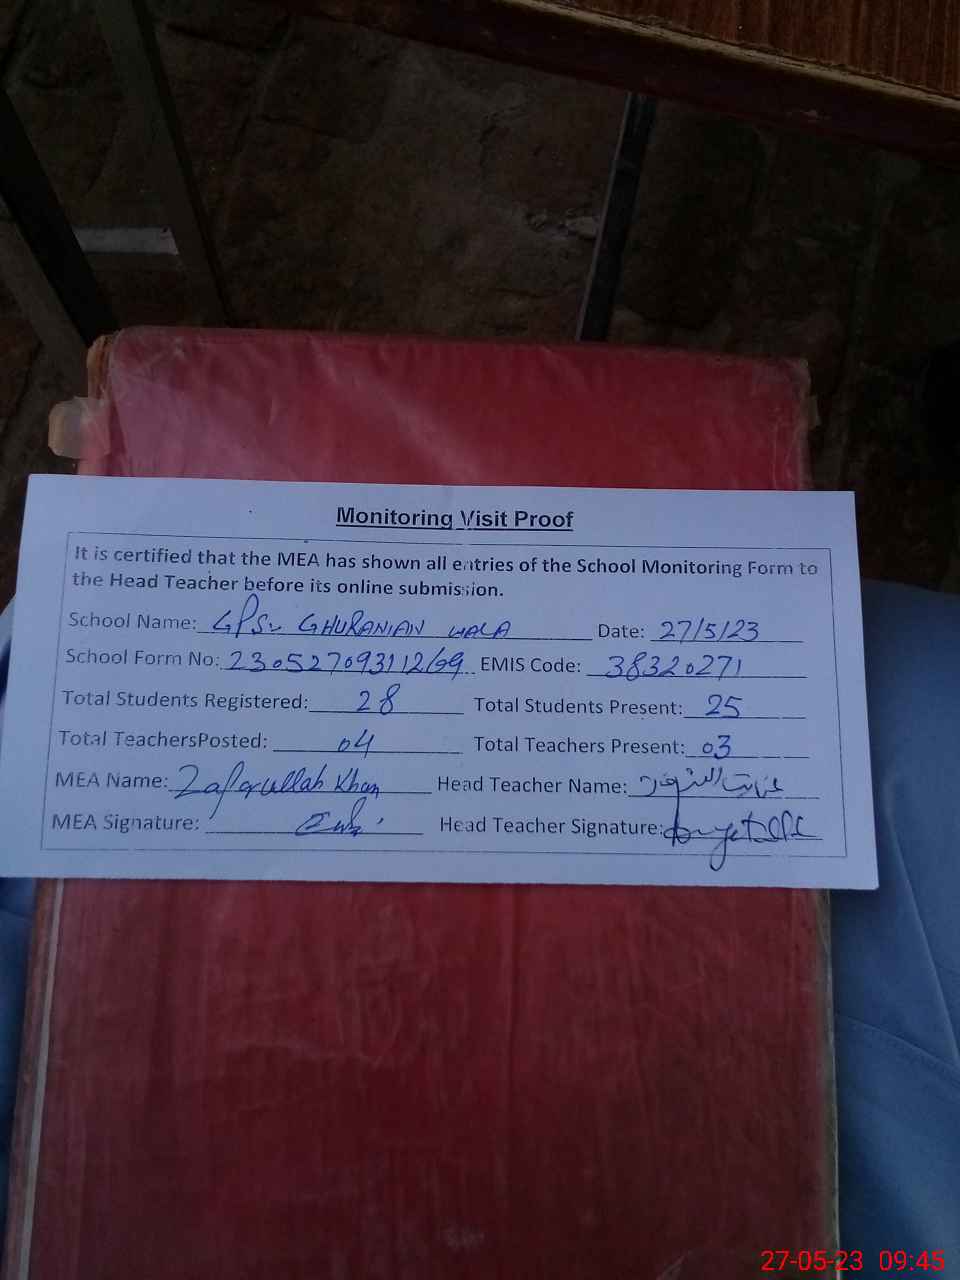 Monitoring Visit Proof
It is certified that the MEA has shown all entries of the School Monitoring Form to
the Head Teacher before its online submission.
School Name: GPS GHURANIAN WALA Date: 27/5/23
School Form No: EMIS Code: 38320271
Total Students Registered: 28 Total Students Present: 25
Total TeachersPosted: 04 Total Teachers Present: 03
MEA Name: Zafarullah Khan Head Teacher Name:
MEA Signature: Head Teacher Signature:
27-05-23 09:45